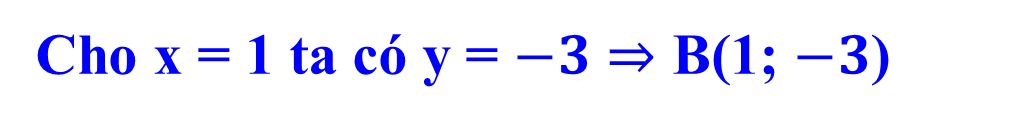 Cho x = 1 ta có y = −3 ⇒ B(1; −3)